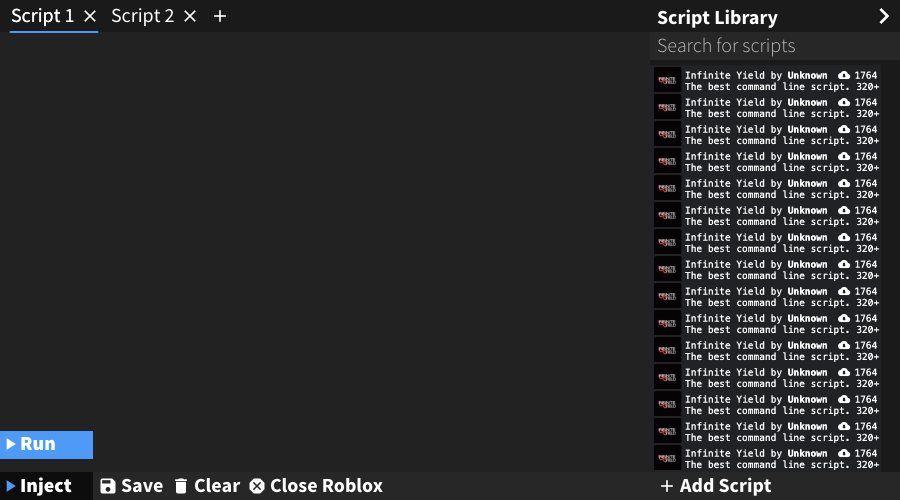 Script 1 × Script 2 × +
Script Library
Search for scripts
Infinite Yield by Unknown 1764
The best command line script. 320+
Infinite Yield by Unknown 1764
The best command line script. 320+
Infinite Yield by Unknown 1764
The best command line script. 320+
Infinite Yield by Unknown 1764
The best command line script. 320+
Infinite Yield by Unknown 1764
The best command line script. 320+
Infinite Yield by Unknown 1764
The best command line script. 320+
Infinite Yield by Unknown 1764
The best command line script. 320+
Infinite Yield by Unknown 1764
The best command line script. 320+
Infinite Yield by Unknown 1764
The best command line script. 320+
Infinite Yield by Unknown 1764
The best command line script. 320+
Infinite Yield by Unknown 1764
The best command line script. 320+
Infinite Yield by Unknown 1764
The best command line script. 320+
Infinite Yield by Unknown 1764
The best command line script. 320+
Infinite Yield by Unknown 1764
The best command line script. 320+
Infinite Yield by Unknown 1764
The best command line script. 320+
Run
Inject Save Clear Close Roblox
+ Add Script